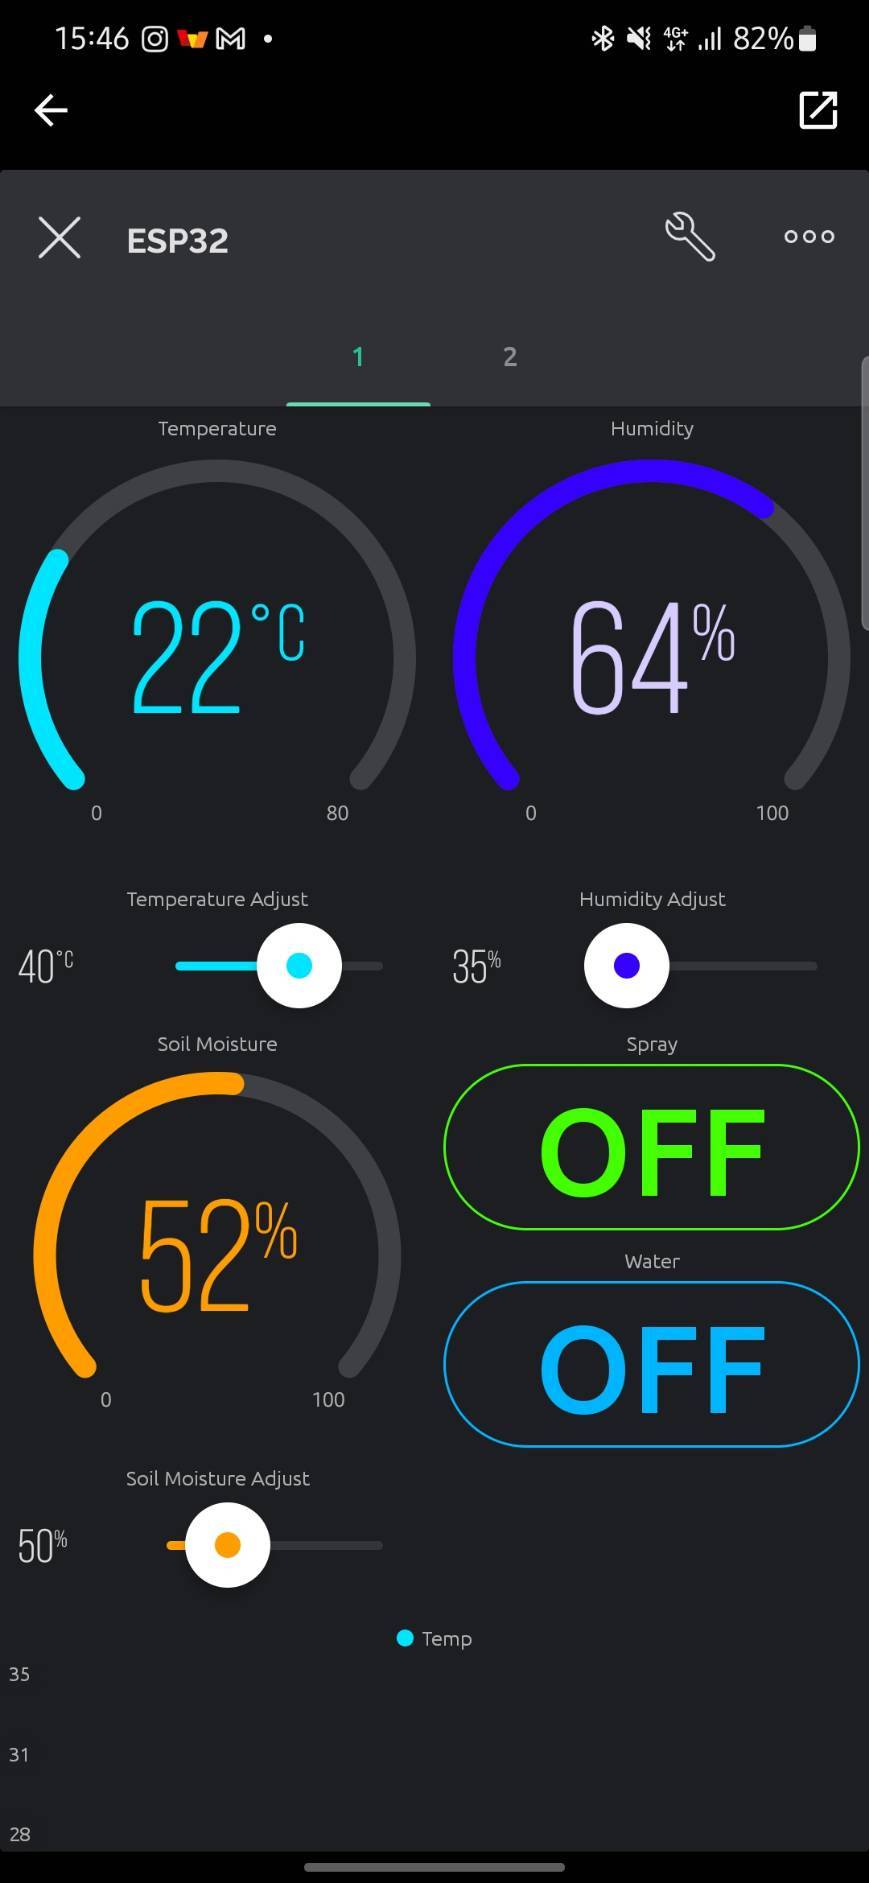 15:46
4G+ 82%
ESP32
1 2
Temperature Humidity
22°C 64%
0 80 0 100
Temperature Adjust Humidity Adjust
40°C 35%
Soil Moisture Spray
OFF
52%
Water
OFF
0 100
Soil Moisture Adjust
50%
Temp
35
31
28